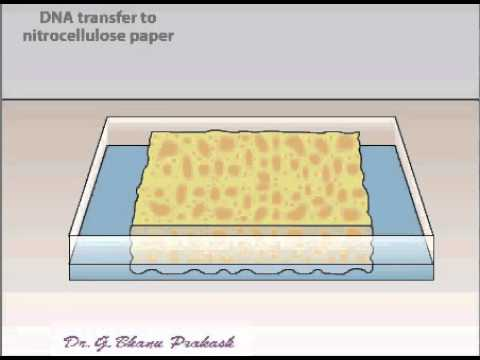 DNA transfer to
nitrocellulose paper
Dr. G. Bhanu Prakash